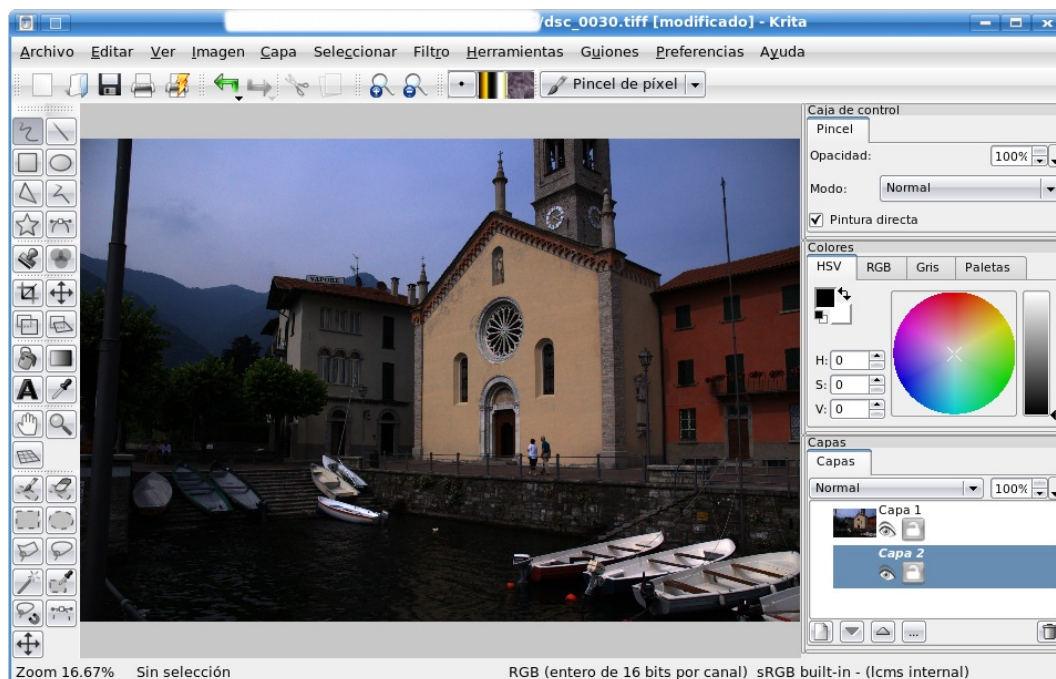 /dsc_0030.tiff [modificado] - Krita
Archivo Editar Ver Imagen Capa Seleccionar Filtro Herramientas Guiones Preferencias Ayuda
Pincel de píxel
Caja de control
Pincel
Opacidad: 100%
Modo: Normal
Pintura directa
Colores
HSV RGB Gris Paletas
H: 0
S: 0
V: 0
VAPORE
A
Capas
Capas
Normal 100%
Capa 1
Capa 2
...
Zoom 16.67% Sin selección RGB (entero de 16 bits por canal) sRGB built-in - (lcms internal)